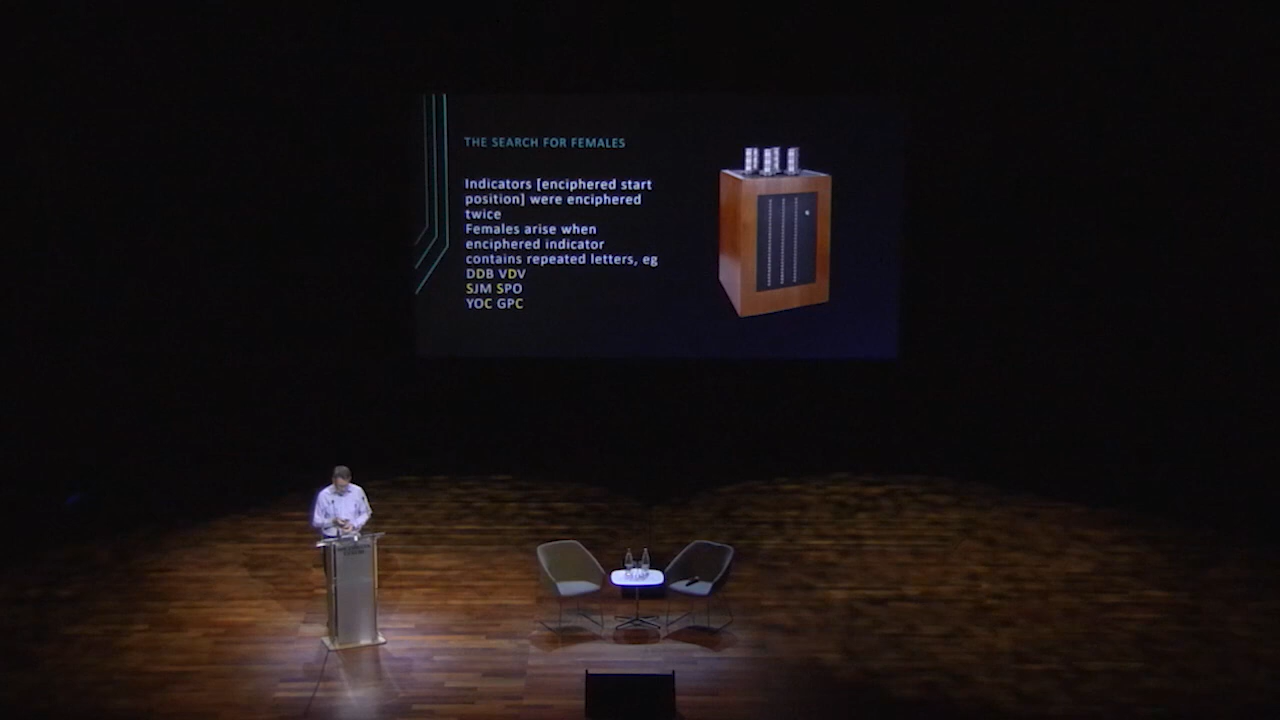 THE SEARCH FOR FEMALES
Indicators [enciphered start
position] were enciphered
twice
Females arise when
enciphered indicator
contains repeated letters, eg
DDB VDV
SJM SPO
YOC GPC